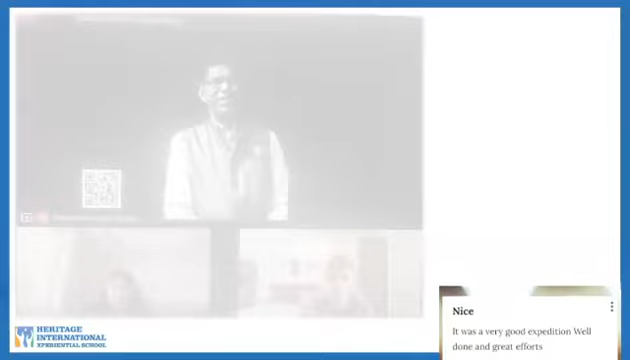 Nice
It was a very good expedition Well
done and great efforts
HERITAGE
INTERNATIONAL
XPERIENTIAL SCHOOL